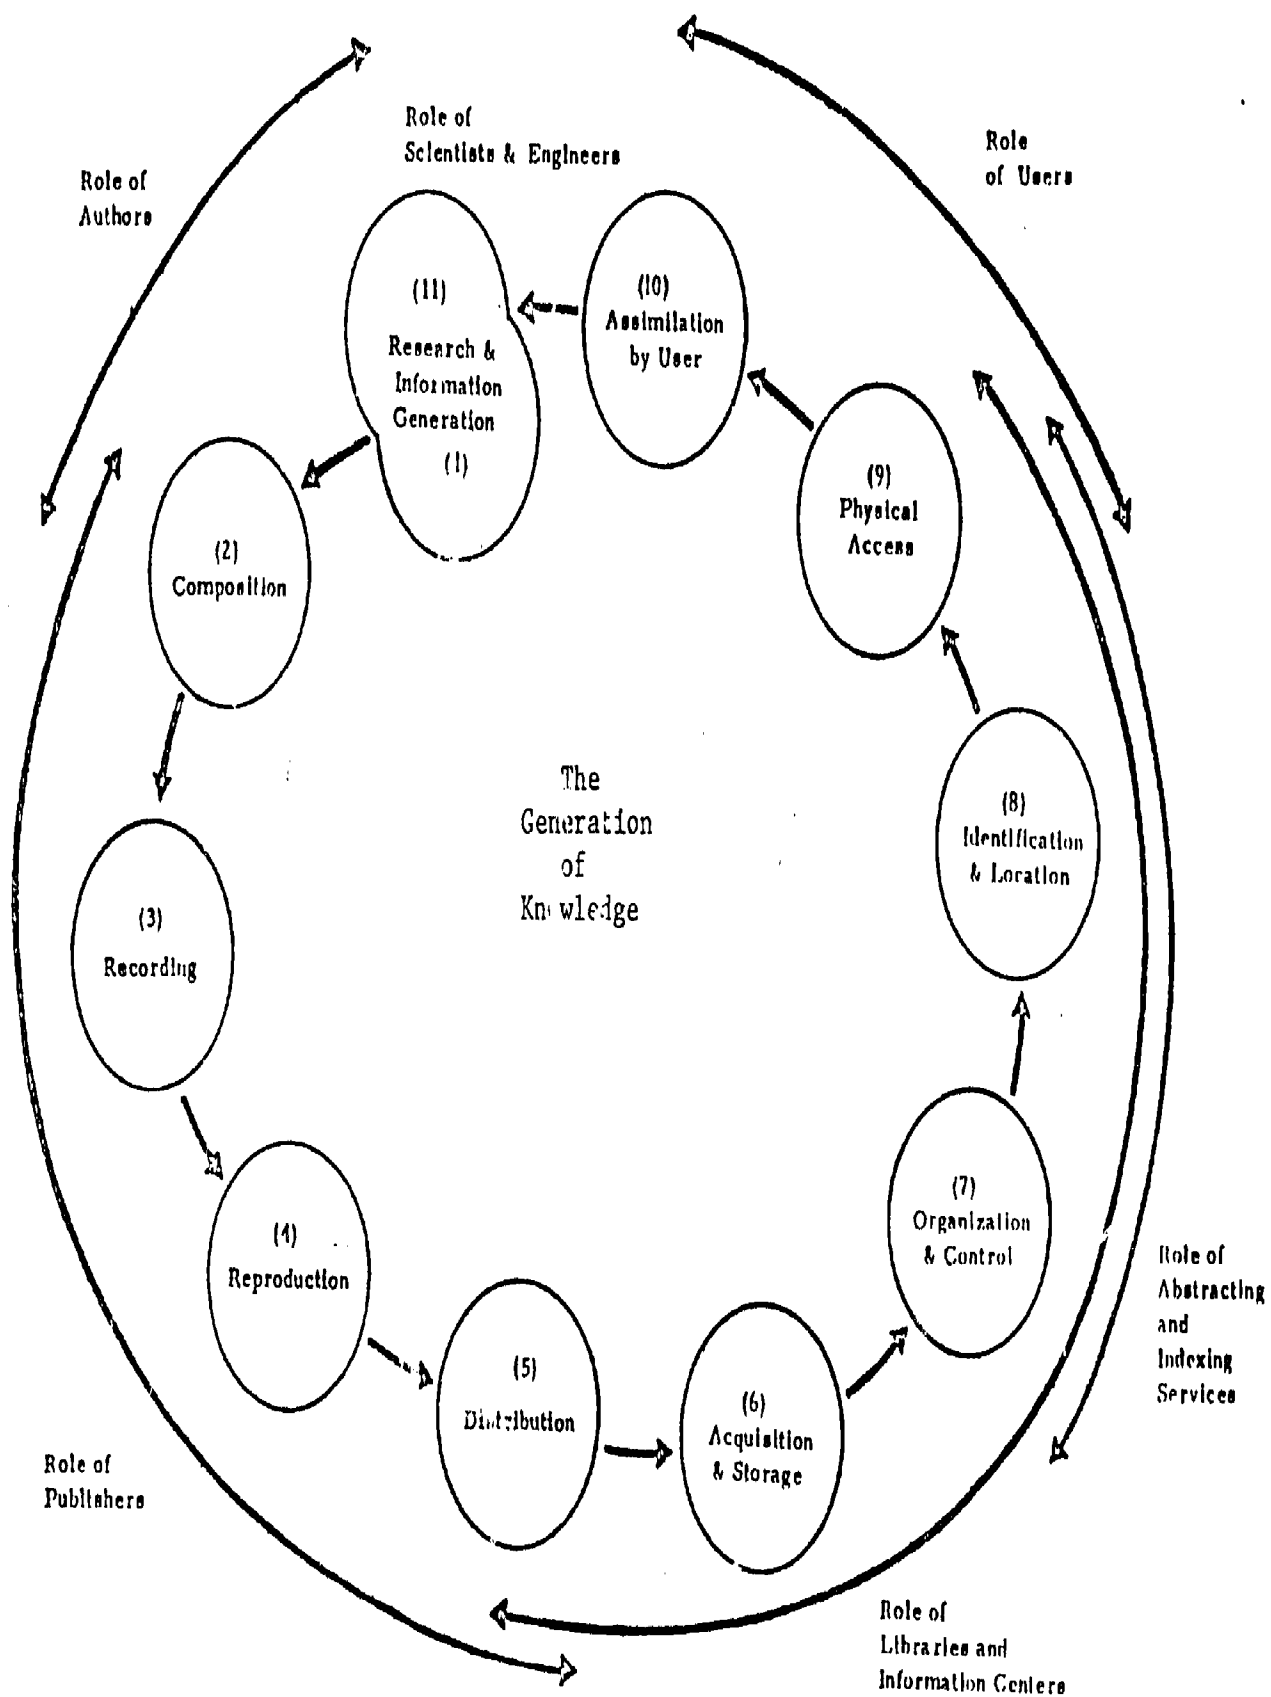 Role of
Scientists & Engineers
Role
of Users
Role of
Authors
(11)
Research &
Information
Generation
(1)
(10)
Assimilation
by User
(9)
Physical
Access
(2)
Composition
(8)
Identification
& Location
The
Generation
of
Knowledge
(3)
Recording
(7)
Organization
& Control
(4)
Reproduction
(5)
Distribution
(6)
Acquisition
& Storage
Role of
Abstracting
and
Indexing
Services
Role of
Publishers
Role of
Libraries and
Information Centers